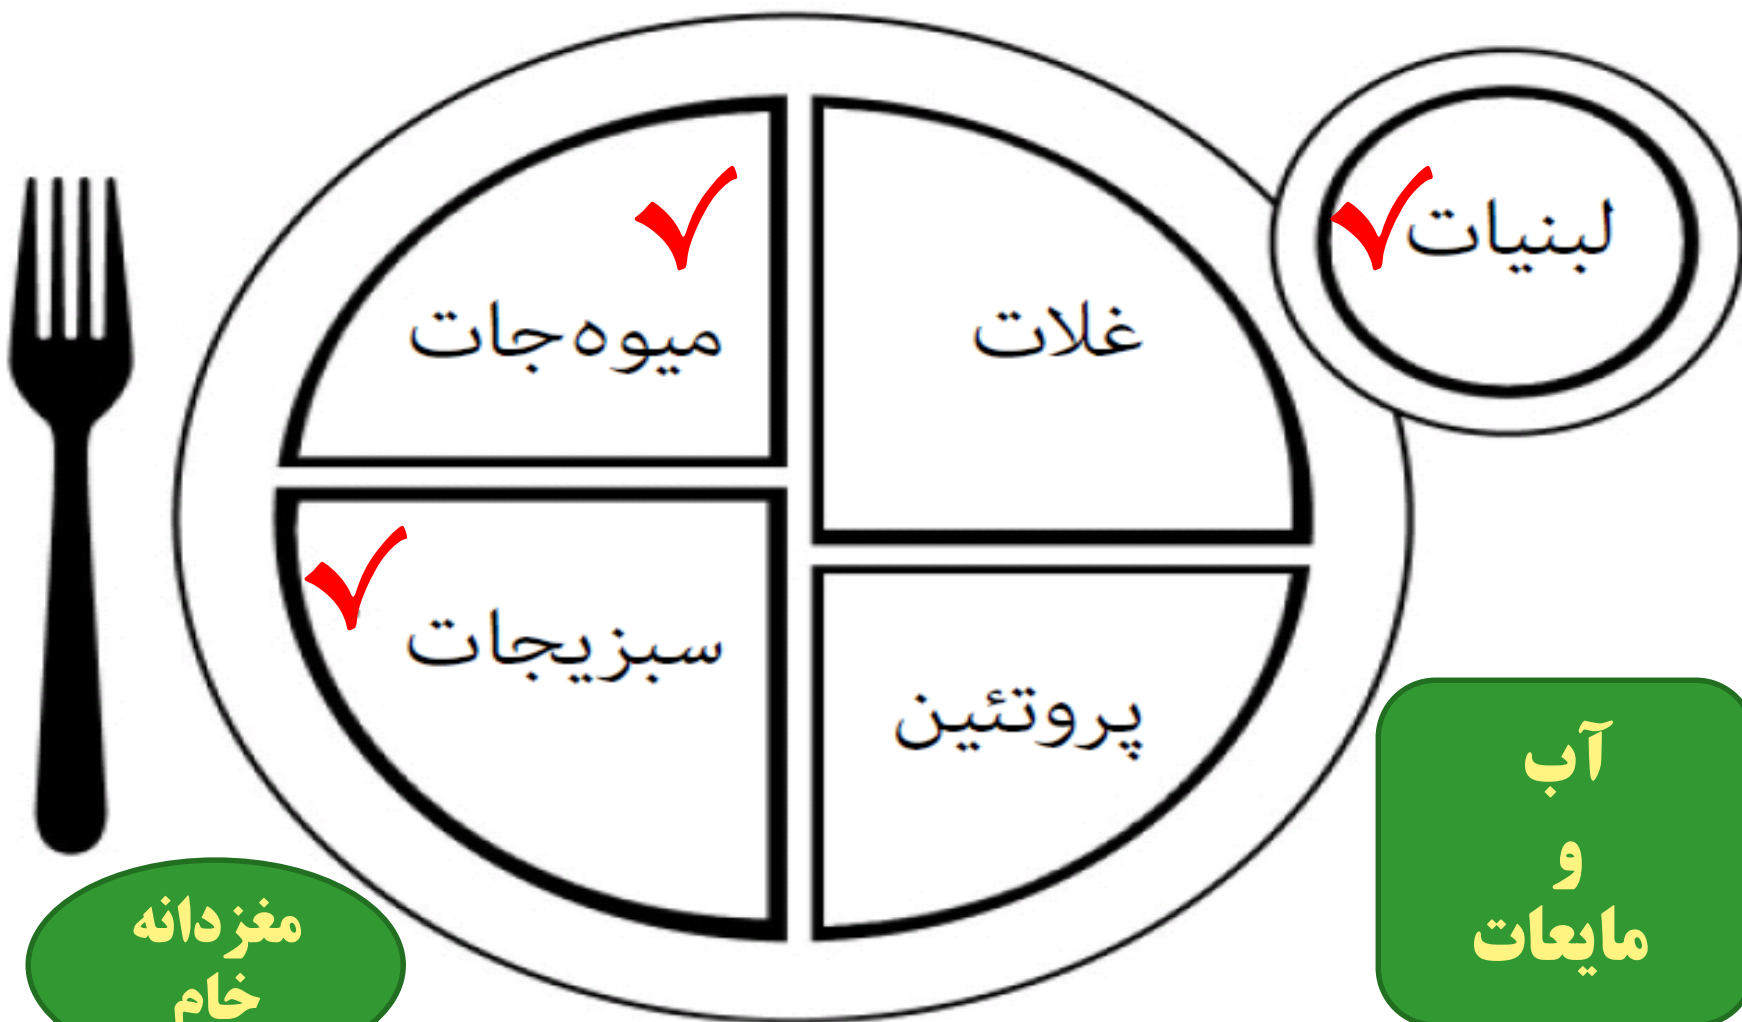 لبنیات
غلات
میوه‌جات
سبزیجات
پروتئین
آب
و
مایعات
مغزدانه
خام